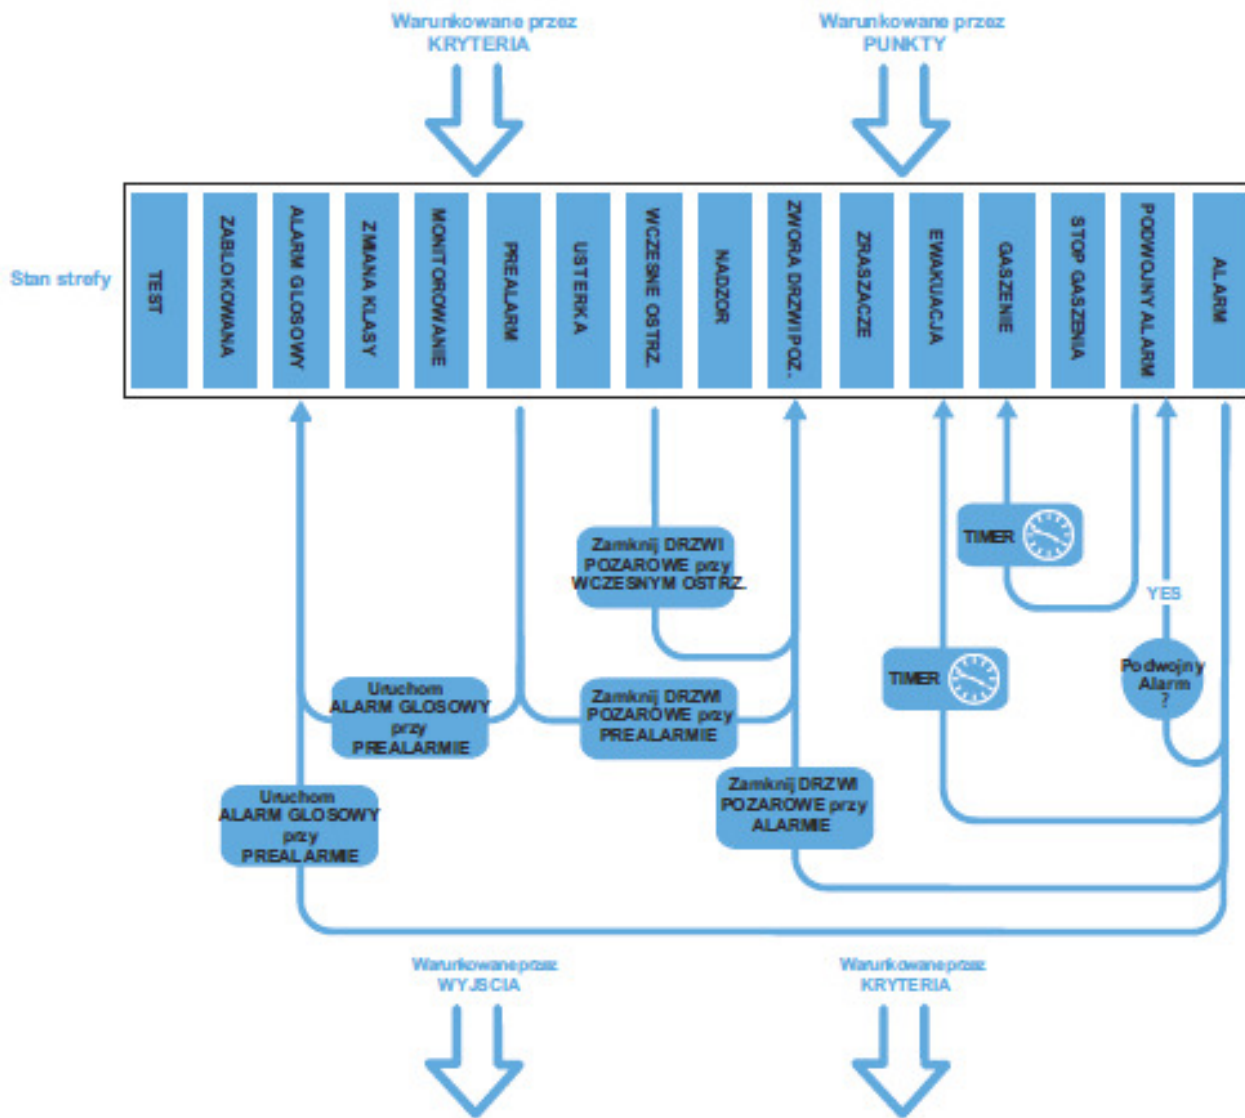 Warunkowane przez
KRYTERIA
Warunkowane przez
PUNKTY
Stan strefy
TEST
ZABLOKOWANA
ALARM GLOSOWY
ZMIANA KLASY
MONITOROWANIE
PREALARM
USTERKA
WCZESNE OSTRZ.
NADZOR
ZWORA DRZWI POZ.
ZRASZACZE
EWAKUACJA
GASZENIE
STOP GASZENIA
PODWOJNY ALARM
ALARM
Zamknij DRZWI
POZAROWE przy
WCZESNYM OSTRZ.
TIMER
YES
TIMER
Podwojny
Alarm
?
Uruchom
ALARM GLOSOWY
przy
PREALARMIE
Zamknij DRZWI
POZAROWE przy
PREALARMIE
Uruchom
ALARM GLOSOWY
przy
PREALARMIE
Zamknij DRZWI
POZAROWE przy
ALARMIE
Warunkowane przez
WYJSCIA
Warunkowane przez
KRYTERIA